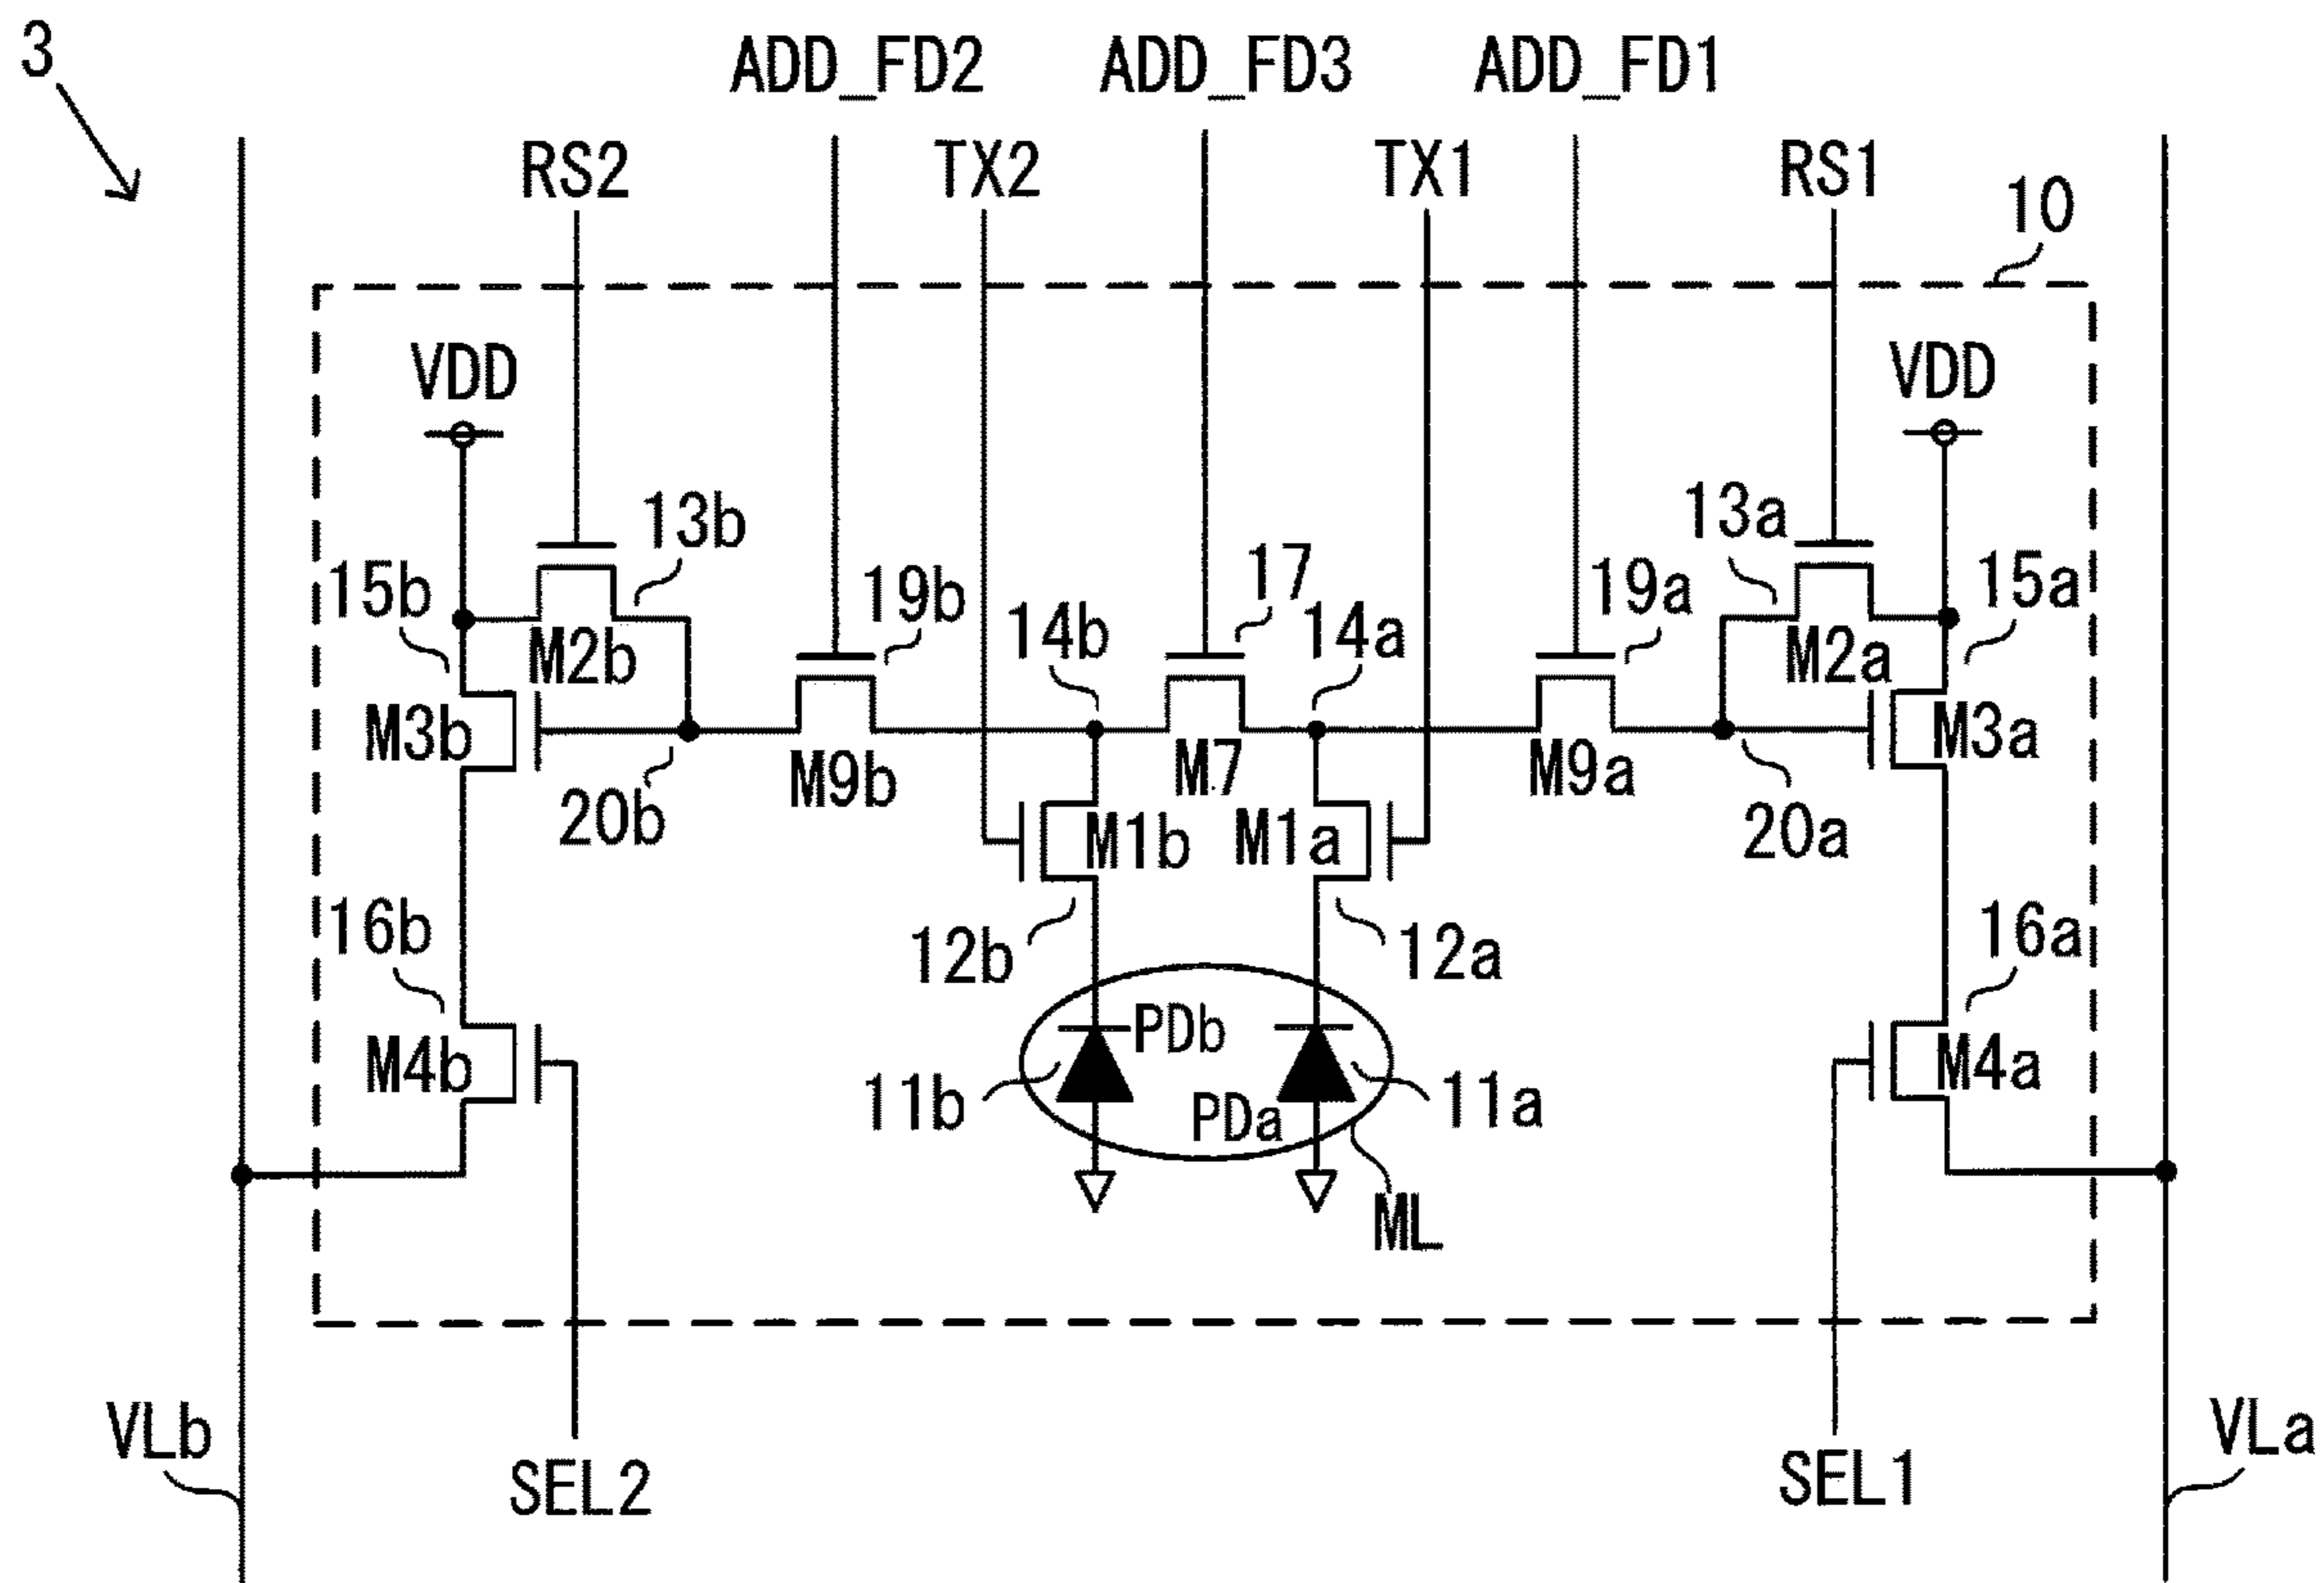 3
ADD_FD2 ADD_FD3 ADD_FD1
RS2 TX2 TX1 RS1
10
VDD VDD
13b 13a
15b 19b 17 19a 15a
14b 14a
M2b M2a
M3b M9b M7 M9a M3a
20b M1b M1a 20a
16b 12b 12a 16a
PDb
M4b M4a
11b PDa 11a
ML
VLb VLa
SEL2 SEL1